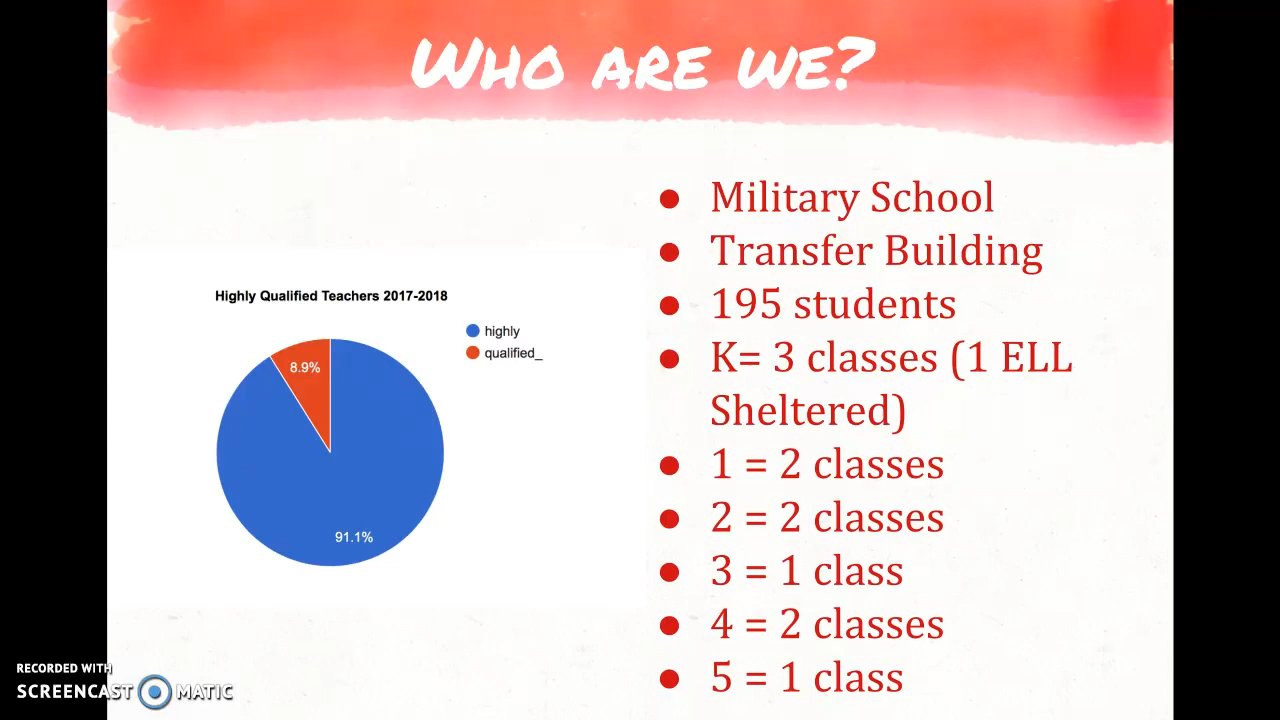 WHO ARE WE?
Highly Qualified Teachers 2017-2018
highly
qualified_
8.9%
91.1%
● Military School
● Transfer Building
● 195 students
● K= 3 classes (1 ELL
Sheltered)
● 1 = 2 classes
● 2 = 2 classes
● 3 = 1 class
● 4 = 2 classes
● 5 = 1 class
RECORDED WITH
SCREENCAST MATIC